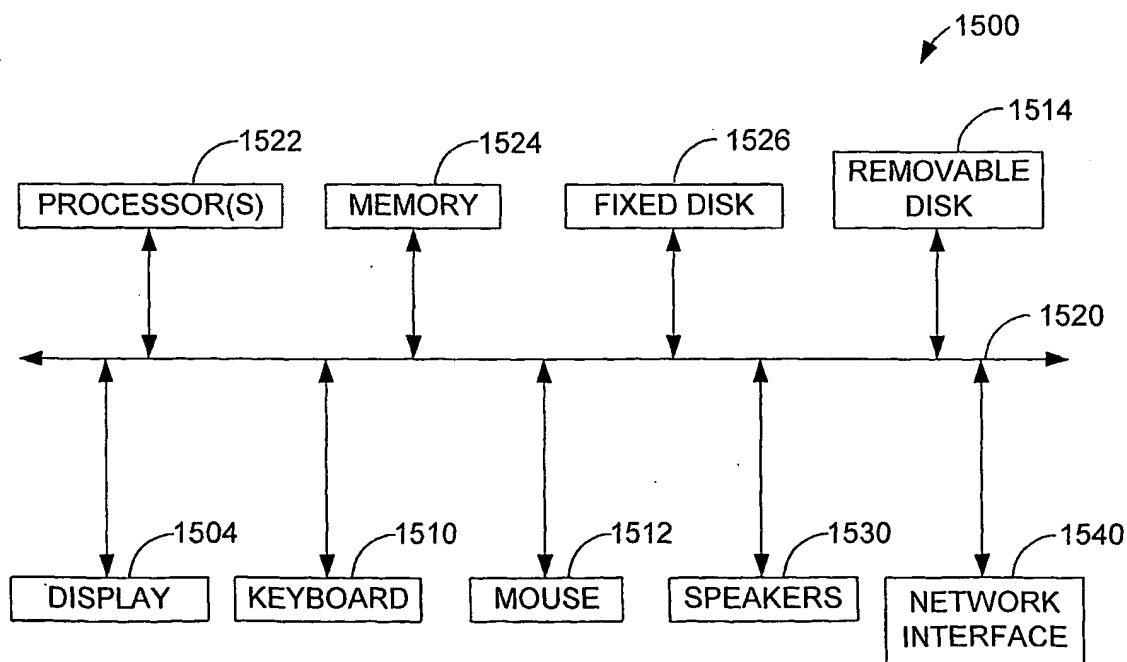 1500
1522
1524
1526
1514
PROCESSOR(S)
MEMORY
FIXED DISK
REMOVABLE
DISK
1520
1504
1510
1512
1530
1540
DISPLAY
KEYBOARD
MOUSE
SPEAKERS
NETWORK
INTERFACE